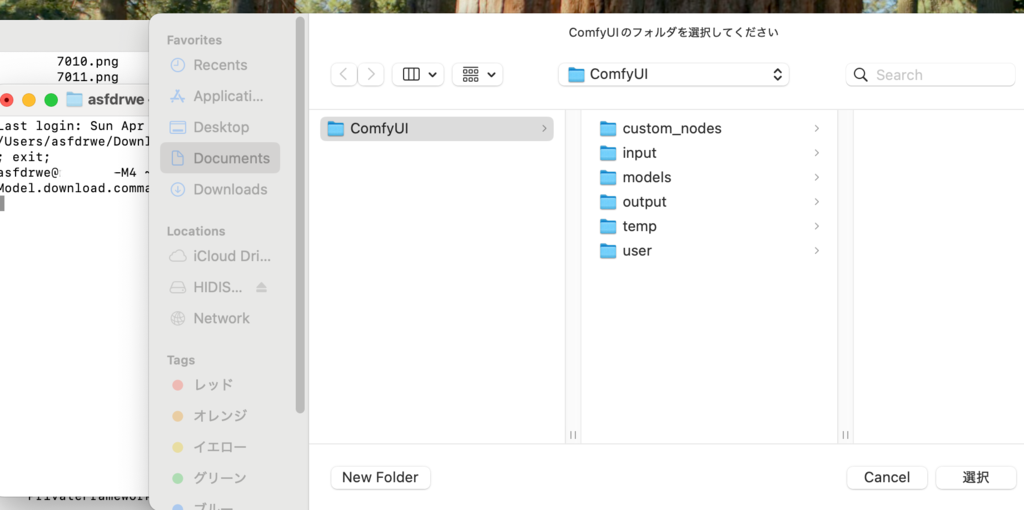 7010.png
7011.png
asfdrwe
Last login: Sun Apr
/Users/asfdrwe/Downl
; exit;
asfdrwe@ -M4 ~
Model.download.comma
Favorites
Recents
Applicati...
Desktop
Documents
Downloads
Locations
iCloud Dri...
HIDIS...
Network
Tags
レッド
オレンジ
イエロー
グリーン
ブルー
ComfyUIのフォルダを選択してください
ComfyUI
Search
ComfyUI
custom_nodes
input
models
output
temp
user
New Folder
Cancel
選択